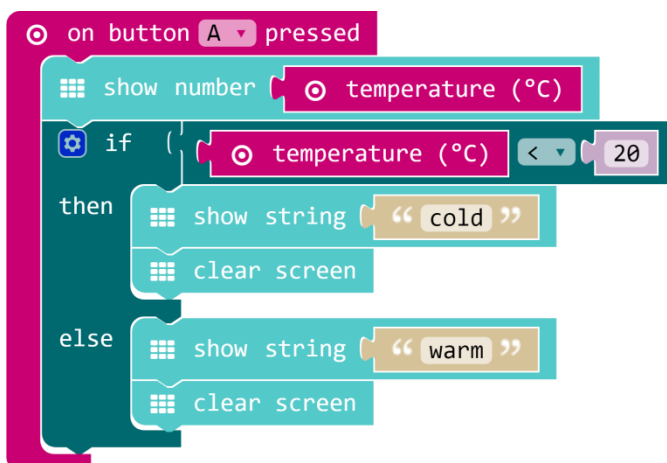 on button A pressed
show number temperature (°C)
if ( temperature (°C) < 20
then show string “ cold ”
clear screen
else show string “ warm ”
clear screen